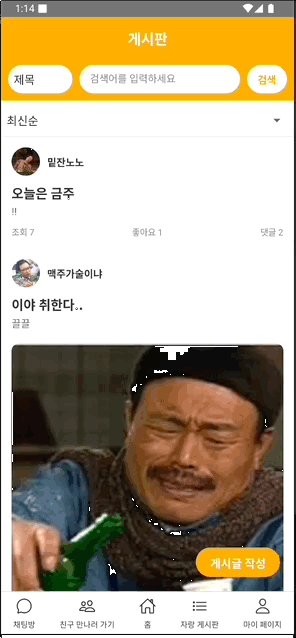 1:14
게시판
제목
검색어를 입력하세요
검색
최신순
밑잔노노
오늘은 금주
!!
조회 7 좋아요 1 댓글 2
맥주가술이냐
이야 취한다..
끌끌
게시글 작성
채팅방 친구 만나러 가기 홈 자랑 게시판 마이 페이지